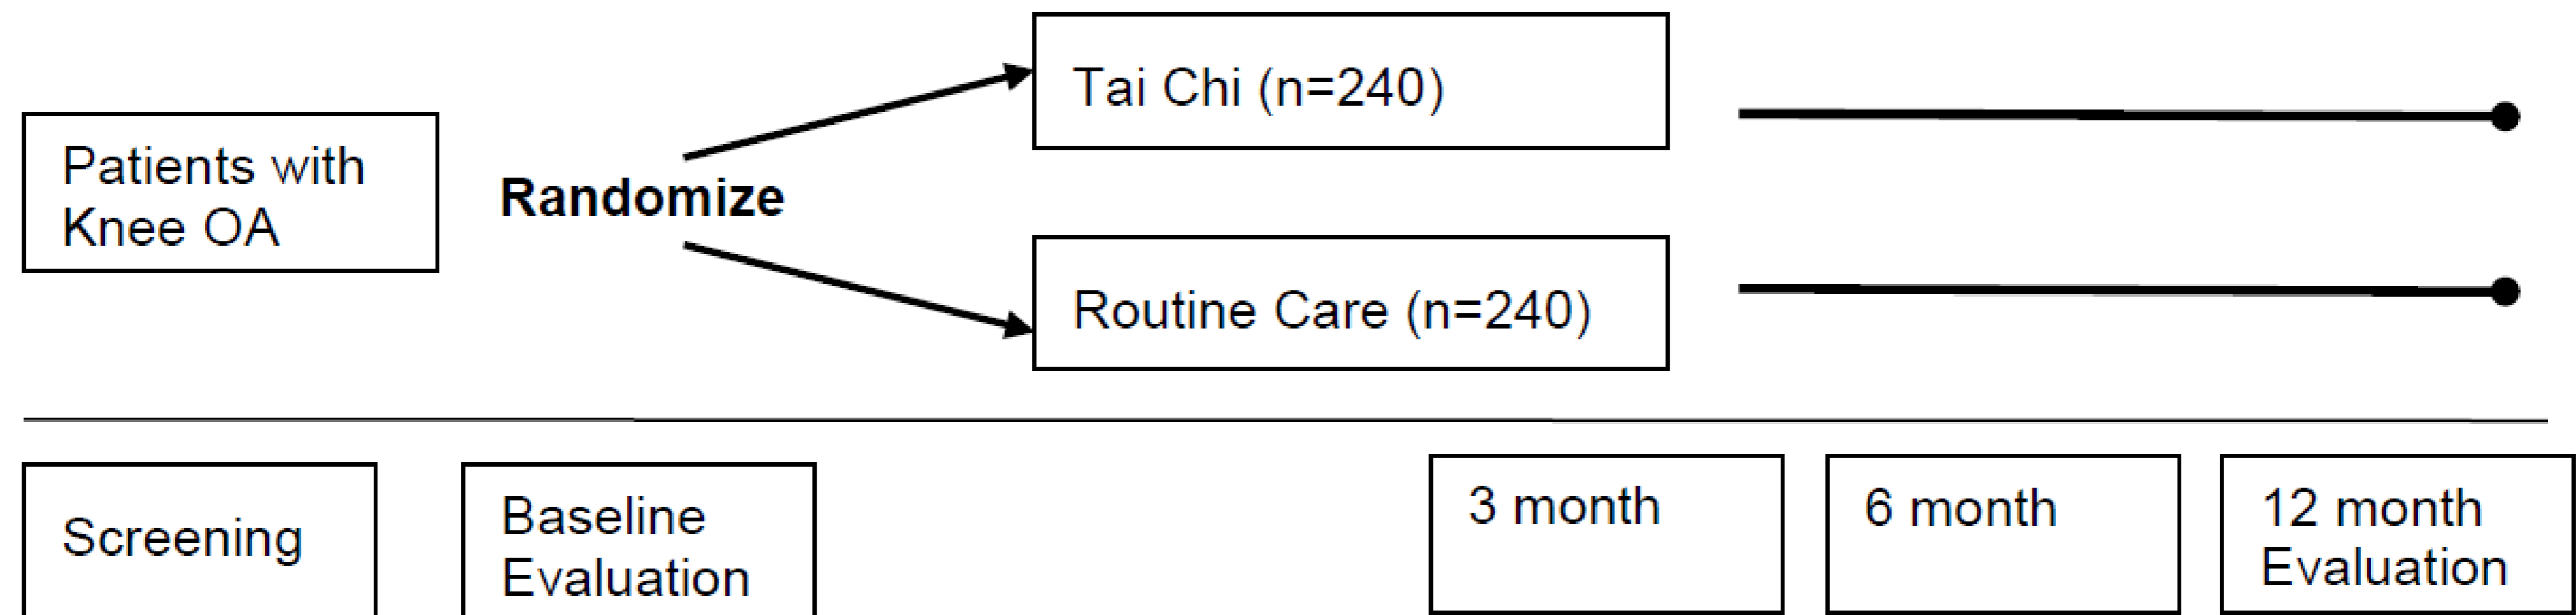 Tai Chi (n=240)
Patients with
Knee OA
Randomize
Routine Care (n=240)
Screening
Baseline
Evaluation
3 month
6 month
12 month
Evaluation